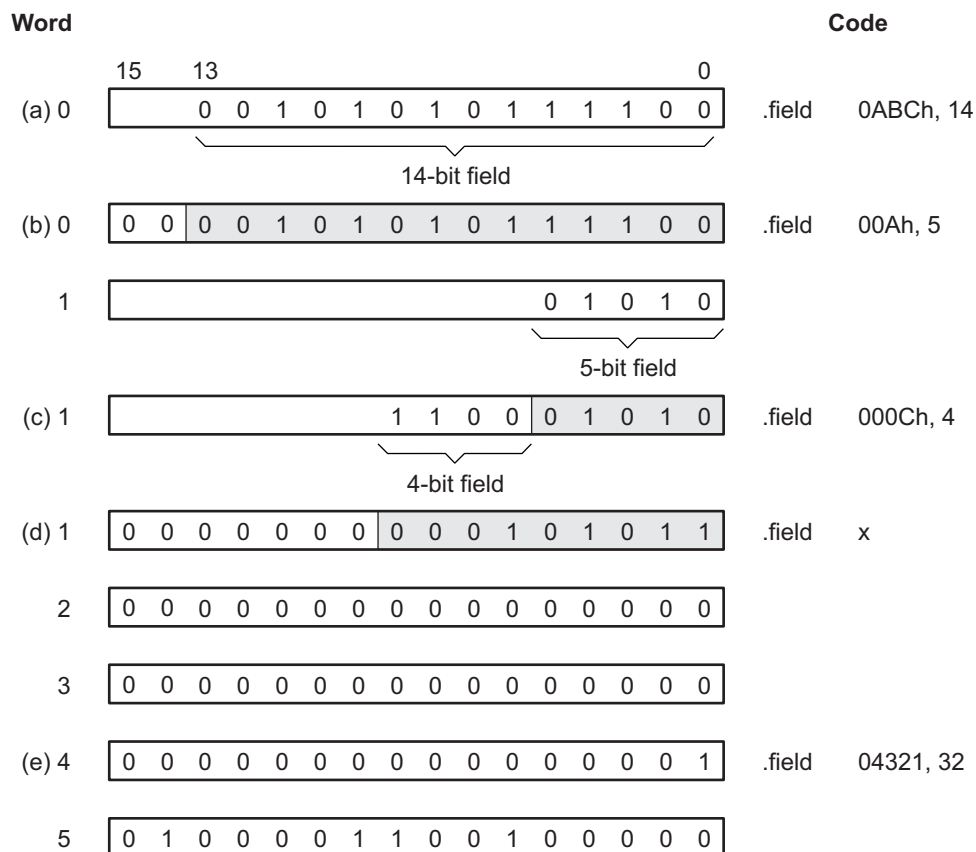 Word Code
15 13 0
(a) 0 0 0 1 0 1 0 1 0 1 1 1 1 0 0 .field 0ABCh, 14
14-bit field
(b) 0 0 0 0 0 1 0 1 0 1 0 1 1 1 1 0 0 .field 00Ah, 5
1 0 1 0 1 0
5-bit field
(c) 1 1 1 0 0 0 1 0 1 0 .field 000Ch, 4
4-bit field
(d) 1 0 0 0 0 0 0 0 0 0 0 1 0 1 0 1 1 .field x
2 0 0 0 0 0 0 0 0 0 0 0 0 0 0 0 0
3 0 0 0 0 0 0 0 0 0 0 0 0 0 0 0 0
(e) 4 0 0 0 0 0 0 0 0 0 0 0 0 0 0 0 1 .field 04321, 32
5 0 1 0 0 0 0 1 1 0 0 1 0 0 0 0 0